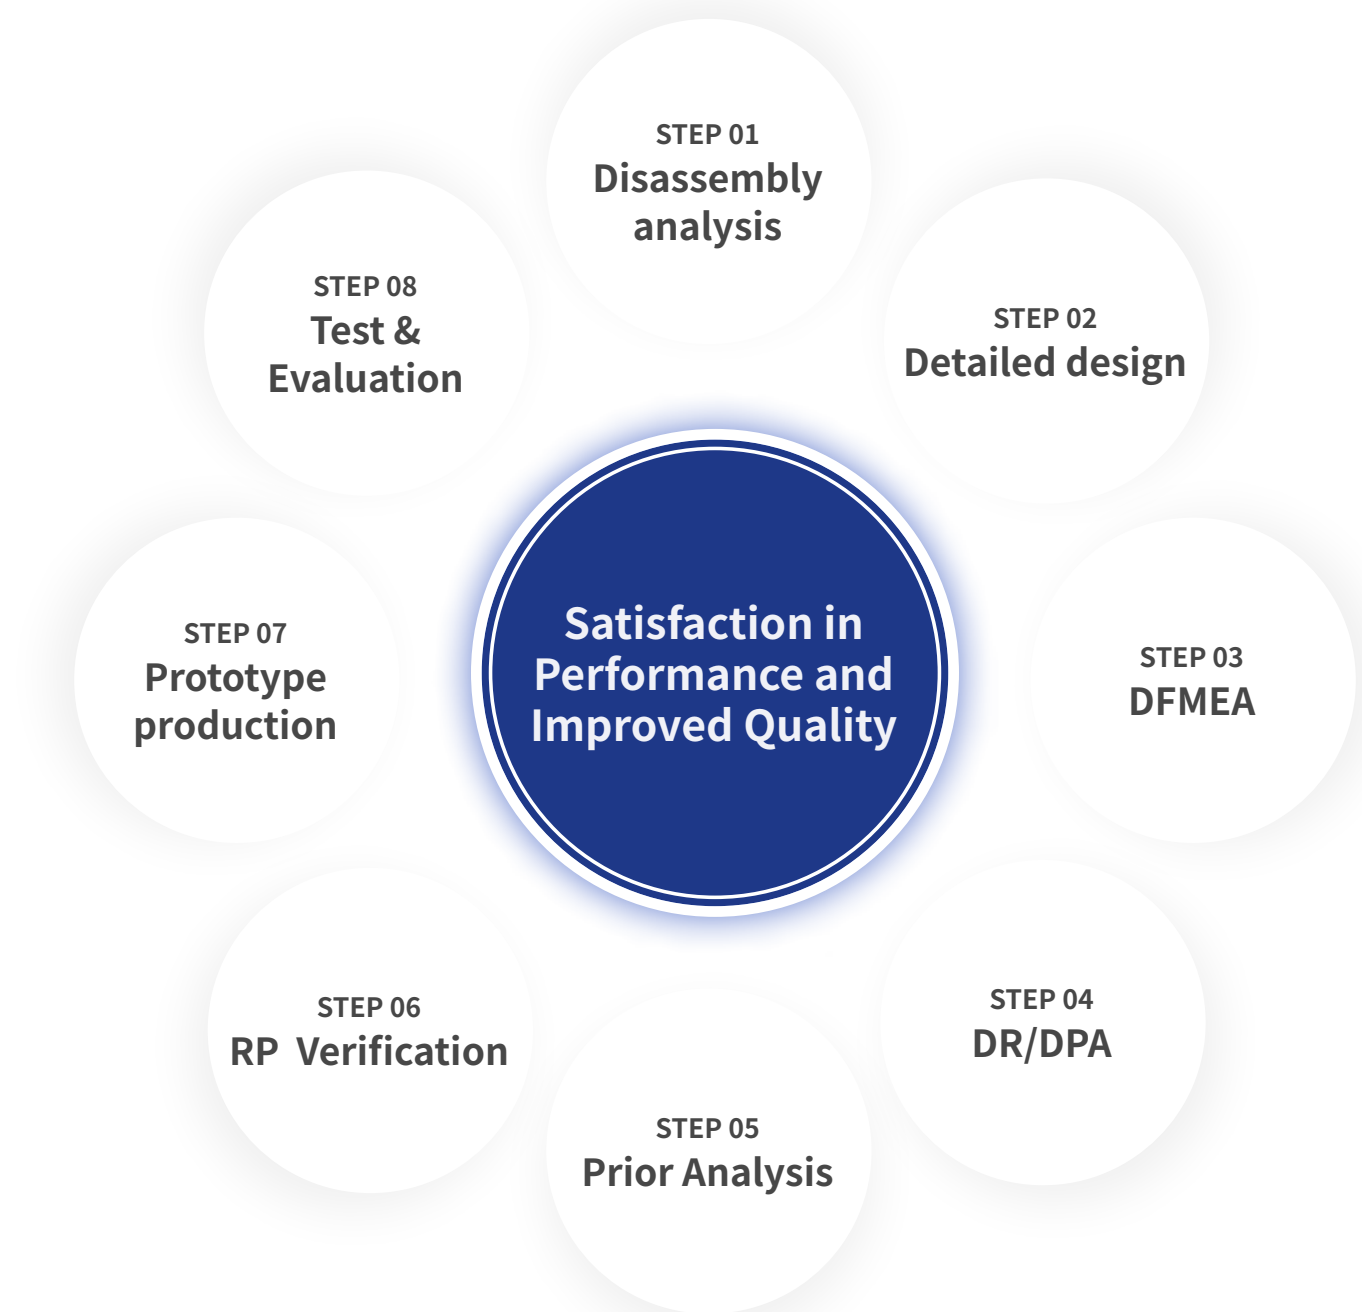 STEP 01
Disassembly
analysis
STEP 02
Detailed design
STEP 03
DFMEA
STEP 04
DR/DPA
STEP 05
Prior Analysis
STEP 06
RP  Verification
STEP 07
Prototype
production
STEP 08
Test &
Evaluation
Satisfaction in
Performance and
Improved Quality